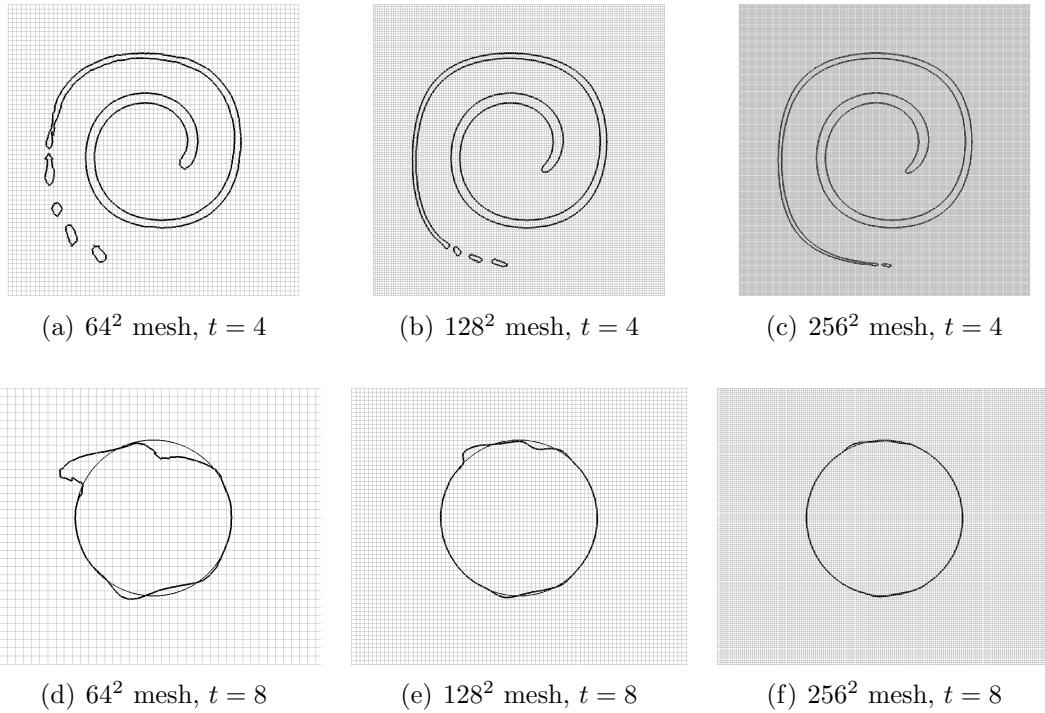 (a) 64² mesh, t = 4
(b) 128² mesh, t = 4
(c) 256² mesh, t = 4
(d) 64² mesh, t = 8
(e) 128² mesh, t = 8
(f) 256² mesh, t = 8